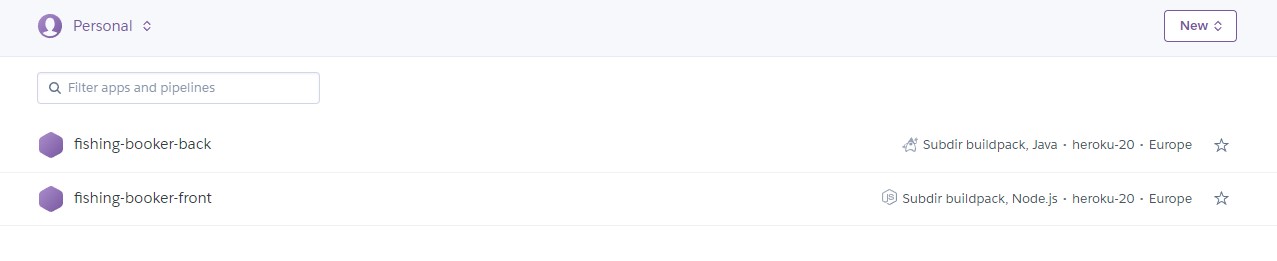 Personal
New
Filter apps and pipelines
fishing-booker-back
Subdir buildpack, Java · heroku-20 · Europe
fishing-booker-front
JS Subdir buildpack, Node.js · heroku-20 · Europe